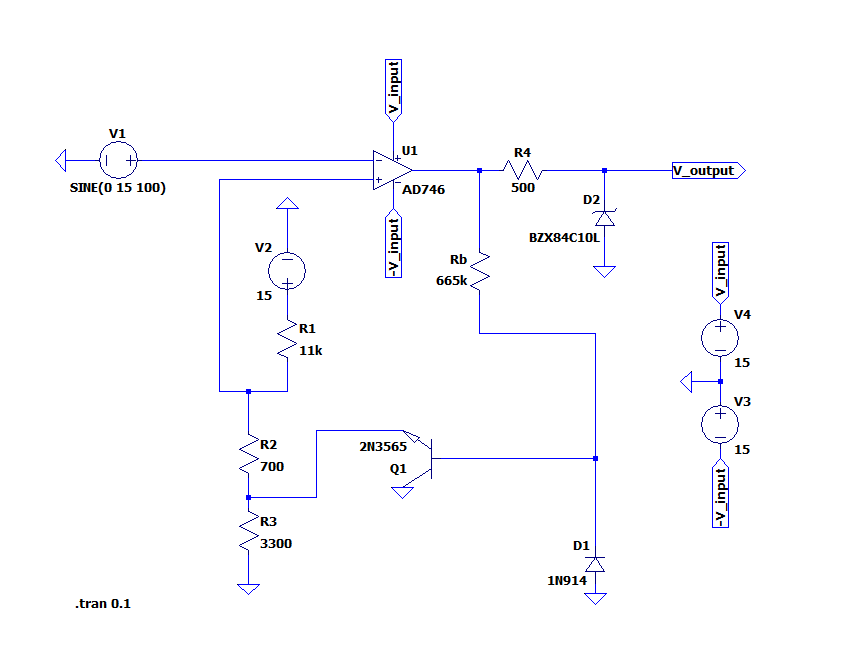 V_input
V1
U1
R4
SINE(0 15 100)
AD746
500
V_output
D2
BZX84C10L
-V_input
V2
15
Rb
665k
V_input
V4
15
R1
11k
V3
15
-V_input
R2
700
2N3565
Q1
R3
3300
D1
1N914
.tran 0.1